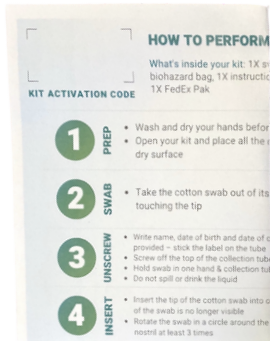 HOW TO PERFORM
What's inside your kit: 1X
biohazard bag, 1X
1X FedEx Pak
KIT ACTIVATION CODE
1 PREP
• Wash and dry your hands
• Open your kit and place all the
dry surface
2 SWAB
• Take the cotton swab out of its
touching the tip
3 UNSCREW
• Write name, date of birth and date of
provided – stick the label on the tube
• Screw off the top of the collection
• Hold swab in one hand & collection
• Do not spill or drink the liquid
4 INSERT
• Insert the tip of the cotton swab into
of the swab is no longer visible
• Rotate the swab in a circle around the
nostril at least 3 times